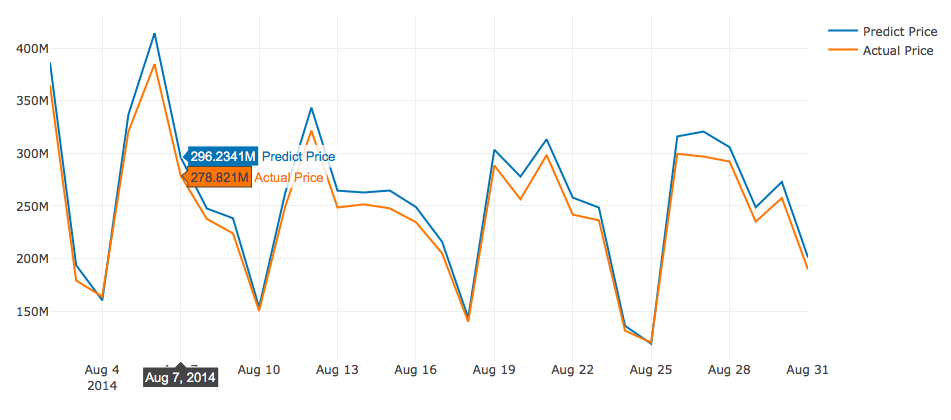 Predict Price
Actual Price
400M
350M
300M
250M
200M
150M
296.2341M Predict Price
278.821M Actual Price
Aug 4
2014
Aug 10
Aug 13
Aug 16
Aug 19
Aug 22
Aug 25
Aug 28
Aug 31
Aug 7, 2014